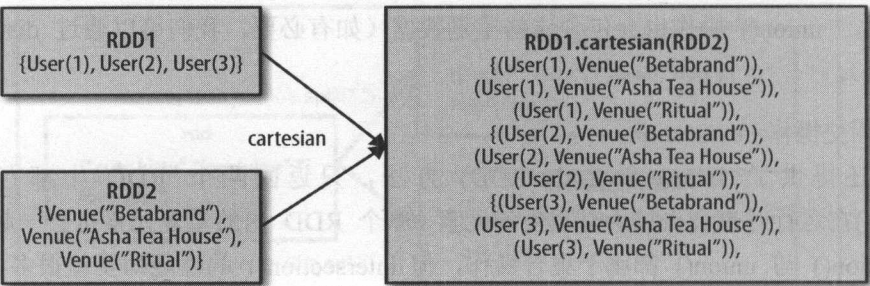 RDD1
{User(1), User(2), User(3)}
cartesian
RDD2
{Venue("Betabrand"),
Venue("Asha Tea House"),
Venue("Ritual")}
RDD1.cartesian(RDD2)
{(User(1), Venue("Betabrand")),
(User(1), Venue("Asha Tea House")),
(User(1), Venue("Ritual")),
{(User(2), Venue("Betabrand")),
(User(2), Venue("Asha Tea House")),
(User(2), Venue("Ritual")),
{(User(3), Venue("Betabrand")),
(User(3), Venue("Asha Tea House")),
(User(3), Venue("Ritual")),